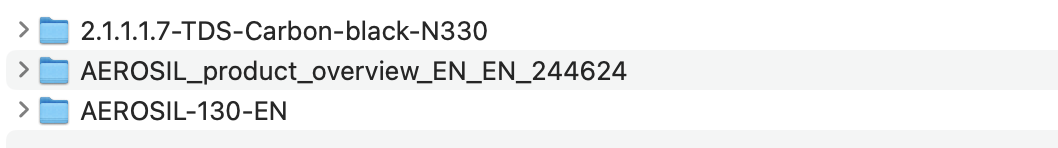 2.1.1.1.7-TDS-Carbon-black-N330
AEROSIL_product_overview_EN_EN_244624
AEROSIL-130-EN